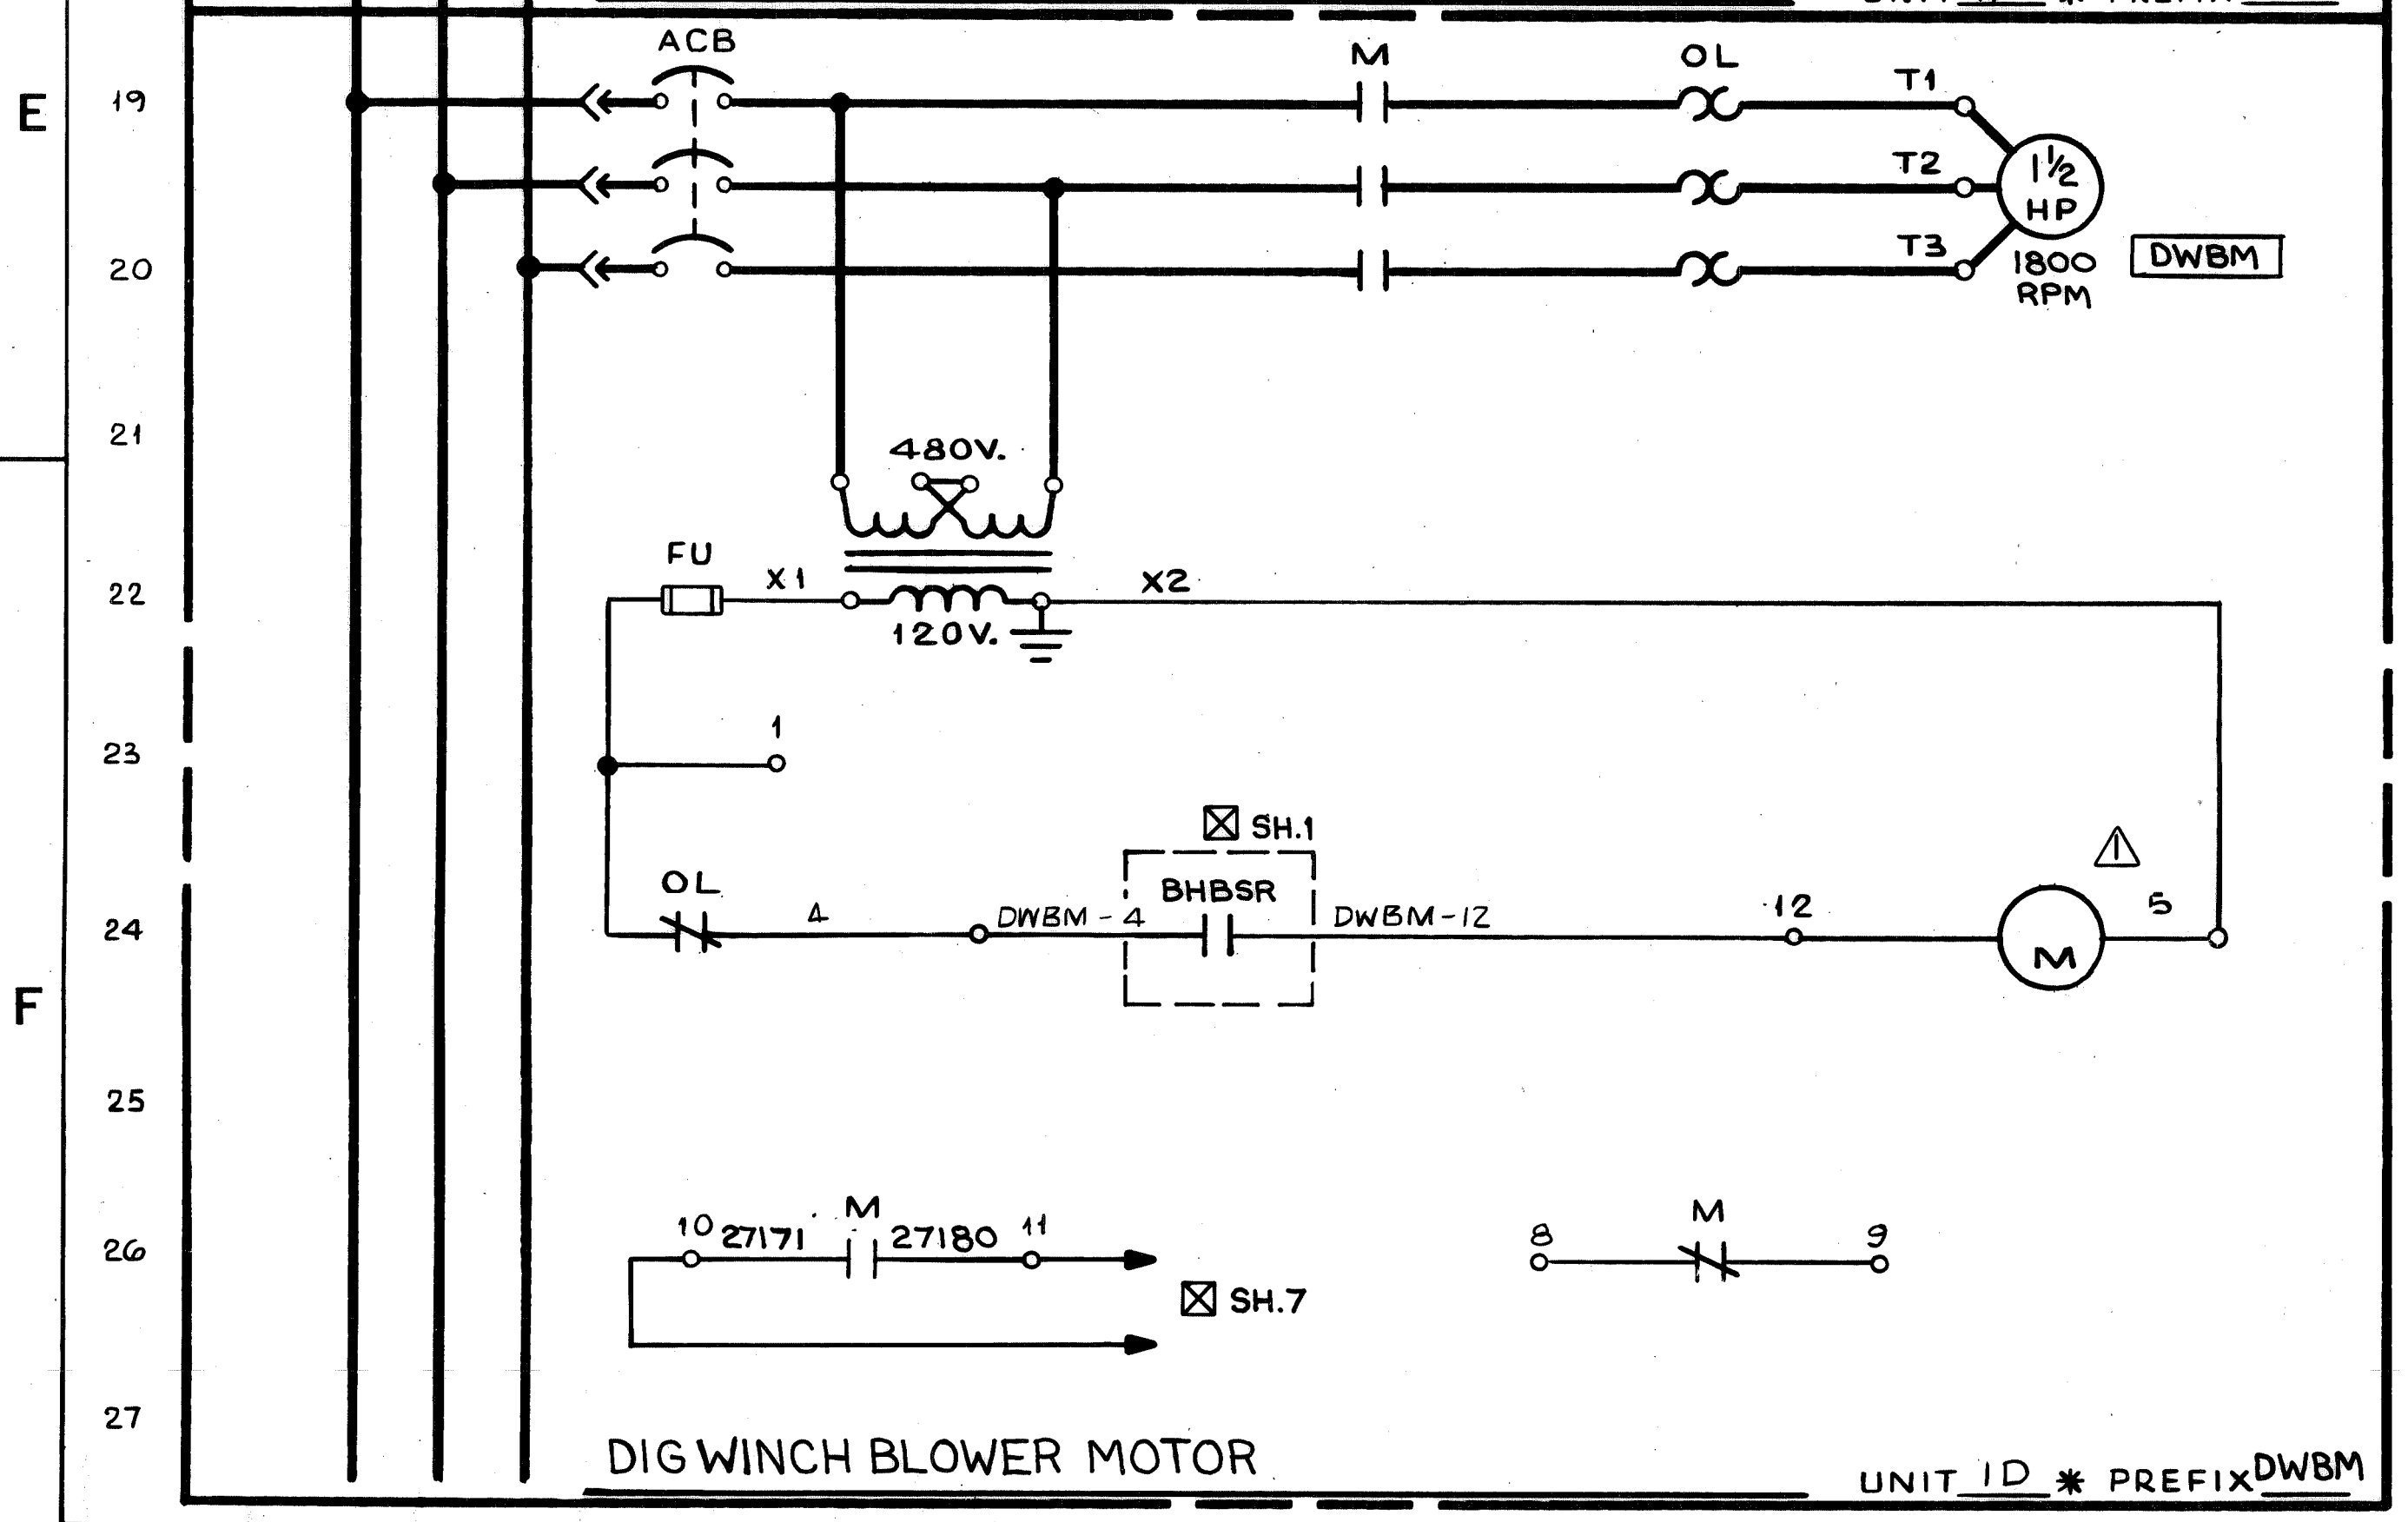 ACB
M
OL
T1
E
19
T2
1½
HP
20
T3
1800
RPM
DWBM
21
480V.
FU
X1
X2
22
120V.
1
23
SH.1
OL
4
BHBSR
5
24
DWBM - 4
DWBM-12
12
M
F
25
10
27171
M
27180
11
8
M
9
26
SH.7
27
DIG WINCH BLOWER MOTOR
UNIT 1D * PREFIX DWBM